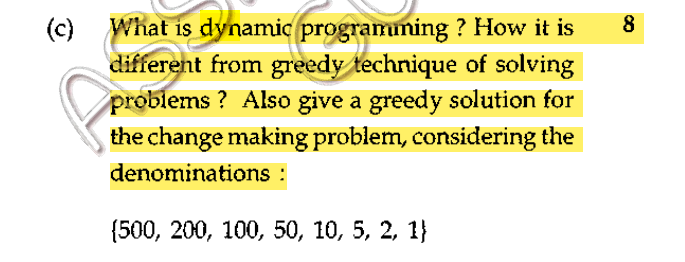 (c) What is dynamic programming ? How it is 8
different from greedy technique of solving
problems ? Also give a greedy solution for
the change making problem, considering the
denominations :
{500, 200, 100, 50, 10, 5, 2, 1}